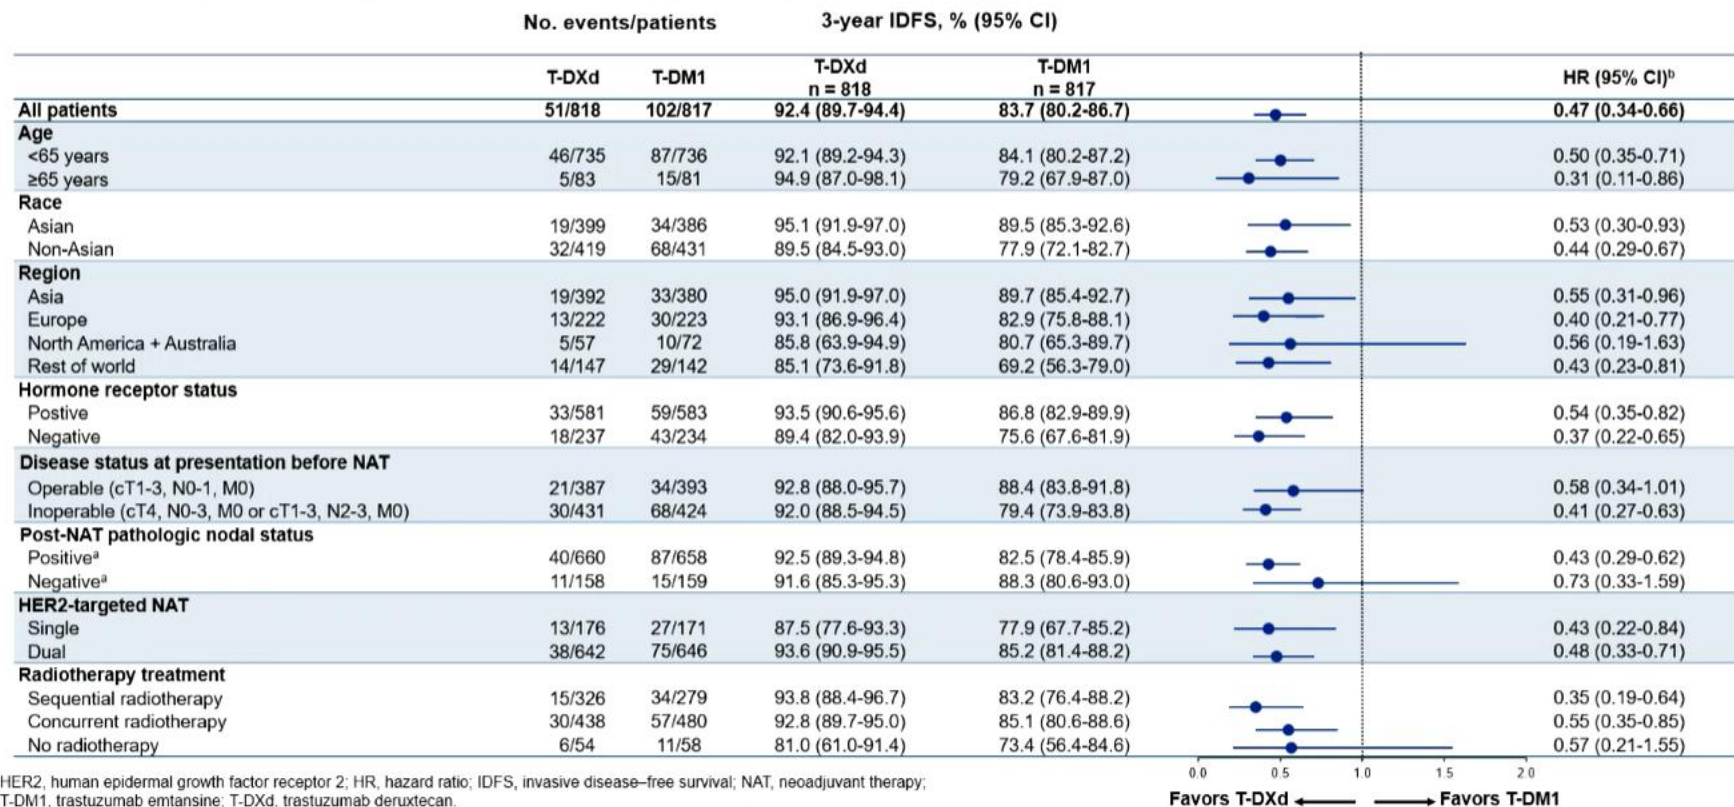 No. events/patients 3-year IDFS, % (95% CI)
T-DXd T-DM1 T-DXd n = 818 T-DM1 n = 817 HR (95% CI)b
All patients 51/818 102/817 92.4 (89.7-94.4) 83.7 (80.2-86.7) 0.47 (0.34-0.66)
Age
<65 years 46/735 87/736 92.1 (89.2-94.3) 84.1 (80.2-87.2) 0.50 (0.35-0.71)
≥65 years 5/83 15/81 94.9 (87.0-98.1) 79.2 (67.9-87.0) 0.31 (0.11-0.86)
Race
Asian 19/399 34/386 95.1 (91.9-97.0) 89.5 (85.3-92.6) 0.53 (0.30-0.93)
Non-Asian 32/419 68/431 89.5 (84.5-93.0) 77.9 (72.1-82.7) 0.44 (0.29-0.67)
Region
Asia 19/392 33/380 95.0 (91.9-97.0) 89.7 (85.4-92.7) 0.55 (0.31-0.96)
Europe 13/222 30/223 93.1 (86.9-96.4) 82.9 (75.8-88.1) 0.40 (0.21-0.77)
North America + Australia 5/57 10/72 85.8 (63.9-94.9) 80.7 (65.3-89.7) 0.56 (0.19-1.63)
Rest of world 14/147 29/142 85.1 (73.6-91.8) 69.2 (56.3-79.0) 0.43 (0.23-0.81)
Hormone receptor status
Postive 33/581 59/583 93.5 (90.6-95.6) 86.8 (82.9-89.9) 0.54 (0.35-0.82)
Negative 18/237 43/234 89.4 (82.0-93.9) 75.6 (67.6-81.9) 0.37 (0.22-0.65)
Disease status at presentation before NAT
Operable (cT1-3, N0-1, M0) 21/387 34/393 92.8 (88.0-95.7) 88.4 (83.8-91.8) 0.58 (0.34-1.01)
Inoperable (cT4, N0-3, M0 or cT1-3, N2-3, M0) 30/431 68/424 92.0 (88.5-94.5) 79.4 (73.9-83.8) 0.41 (0.27-0.63)
Post-NAT pathologic nodal status
Positivea 40/660 87/658 92.5 (89.3-94.8) 82.5 (78.4-85.9) 0.43 (0.29-0.62)
Negativea 11/158 15/159 91.6 (85.3-95.3) 88.3 (80.6-93.0) 0.73 (0.33-1.59)
HER2-targeted NAT
Single 13/176 27/171 87.5 (77.6-93.3) 77.9 (67.7-85.2) 0.43 (0.22-0.84)
Dual 38/642 75/646 93.6 (90.9-95.5) 85.2 (81.4-88.2) 0.48 (0.33-0.71)
Radiotherapy treatment
Sequential radiotherapy 15/326 34/279 93.8 (88.4-96.7) 83.2 (76.4-88.2) 0.35 (0.19-0.64)
Concurrent radiotherapy 30/438 57/480 92.8 (89.7-95.0) 85.1 (80.6-88.6) 0.55 (0.35-0.85)
No radiotherapy 6/54 11/58 81.0 (61.0-91.4) 73.4 (56.4-84.6) 0.57 (0.21-1.55)
0.0 0.5 1.0 1.5 2.0
Favors T-DXd Favors T-DM1
HER2, human epidermal growth factor receptor 2; HR, hazard ratio; IDFS, invasive disease–free survival; NAT, neoadjuvant therapy;
T-DM1, trastuzumab emtansine; T-DXd, trastuzumab deruxtecan.